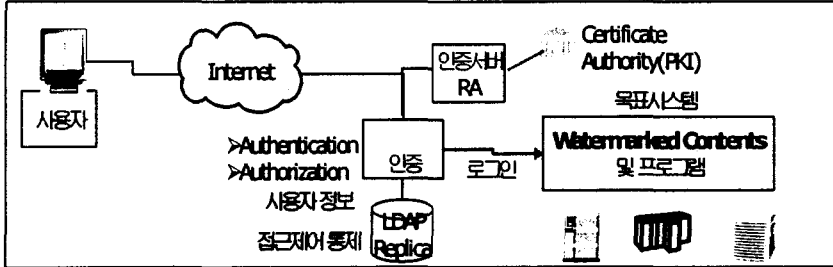 사용자
Internet
인증서버
RA
Certificate
Authority(PKI)
목표시스템
➢Authentication
➢Authorization
사용자 정보
접근제어 통제
인증
LDAP
Replica
로그인
Watermarked Contents
및 프로그램